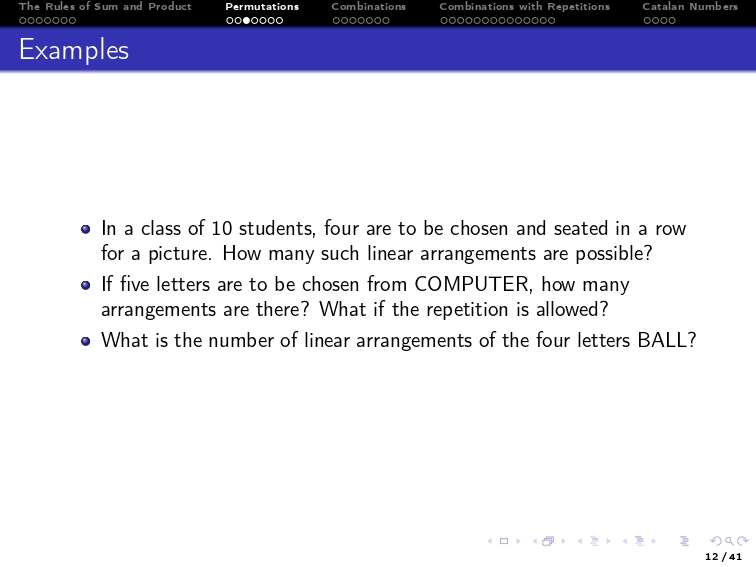 The Rules of Sum and Product Permutations Combinations Combinations with Repetitions Catalan Numbers
Examples
In a class of 10 students, four are to be chosen and seated in a row
for a picture. How many such linear arrangements are possible?
If five letters are to be chosen from COMPUTER, how many
arrangements are there? What if the repetition is allowed?
What is the number of linear arrangements of the four letters BALL?
12 / 41